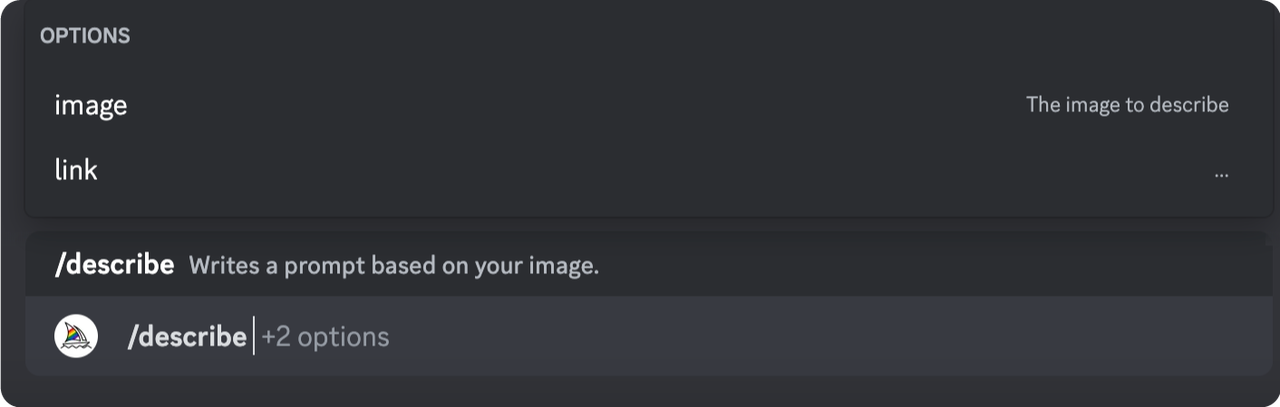 OPTIONS
image The image to describe
link ...
/describe Writes a prompt based on your image.
/describe +2 options